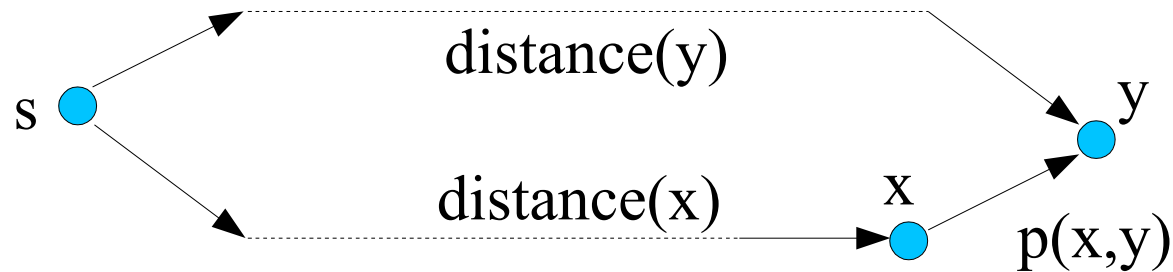 distance(y)
y
s
distance(x)
x
p(x,y)